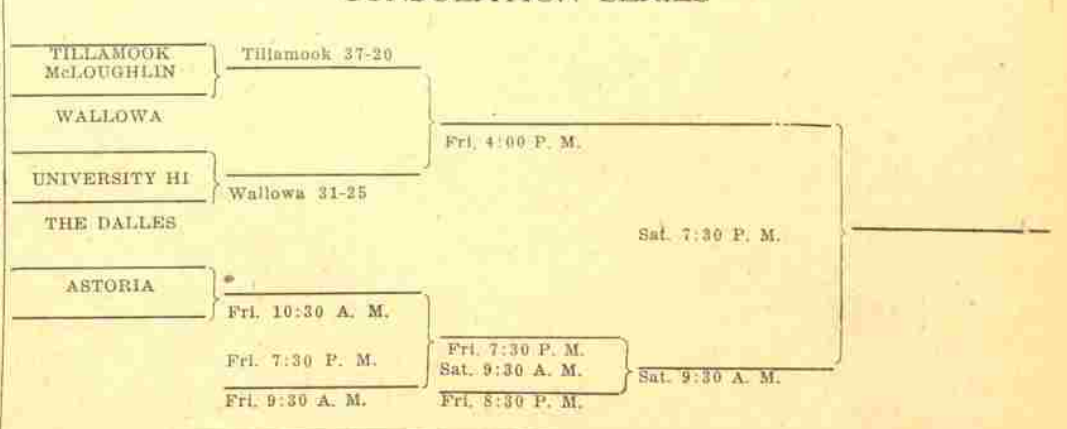 TILLAMOOK
McLOUGHLIN
WALLOWA
UNIVERSITY HI
THE DALLES
ASTORIA
Tillamook 37-20
Wallowa 31-25
Fri. 10:30 A. M.
Fri. 7:30 P. M.
Fri. 9:30 A. M.
Fri. 4:00 P. M.
Fri. 7:30 P. M.
Sat. 9:30 A. M.
Fri. 8:30 P. M.
Sat. 7:30 P. M.
Sat. 9:30 A. M.